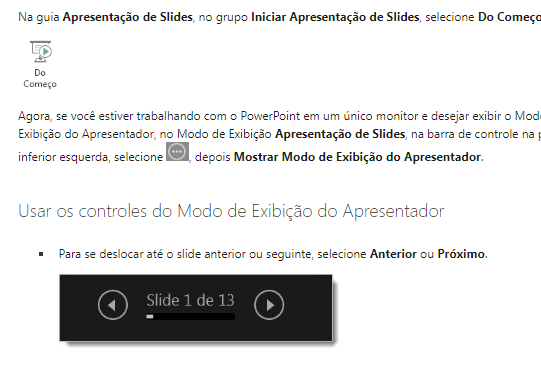 Na guia Apresentação de Slides, no grupo Iniciar Apresentação de Slides, selecione Do Começo
Do
Começo
Agora, se você estiver trabalhando com o PowerPoint em um único monitor e desejar exibir o Mod
Exibição do Apresentador, no Modo de Exibição Apresentação de Slides, na barra de controle na
inferior esquerda, selecione , depois Mostrar Modo de Exibição do Apresentador.
Usar os controles do Modo de Exibição do Apresentador
Para se deslocar até o slide anterior ou seguinte, selecione Anterior ou Próximo.
Slide 1 de 13